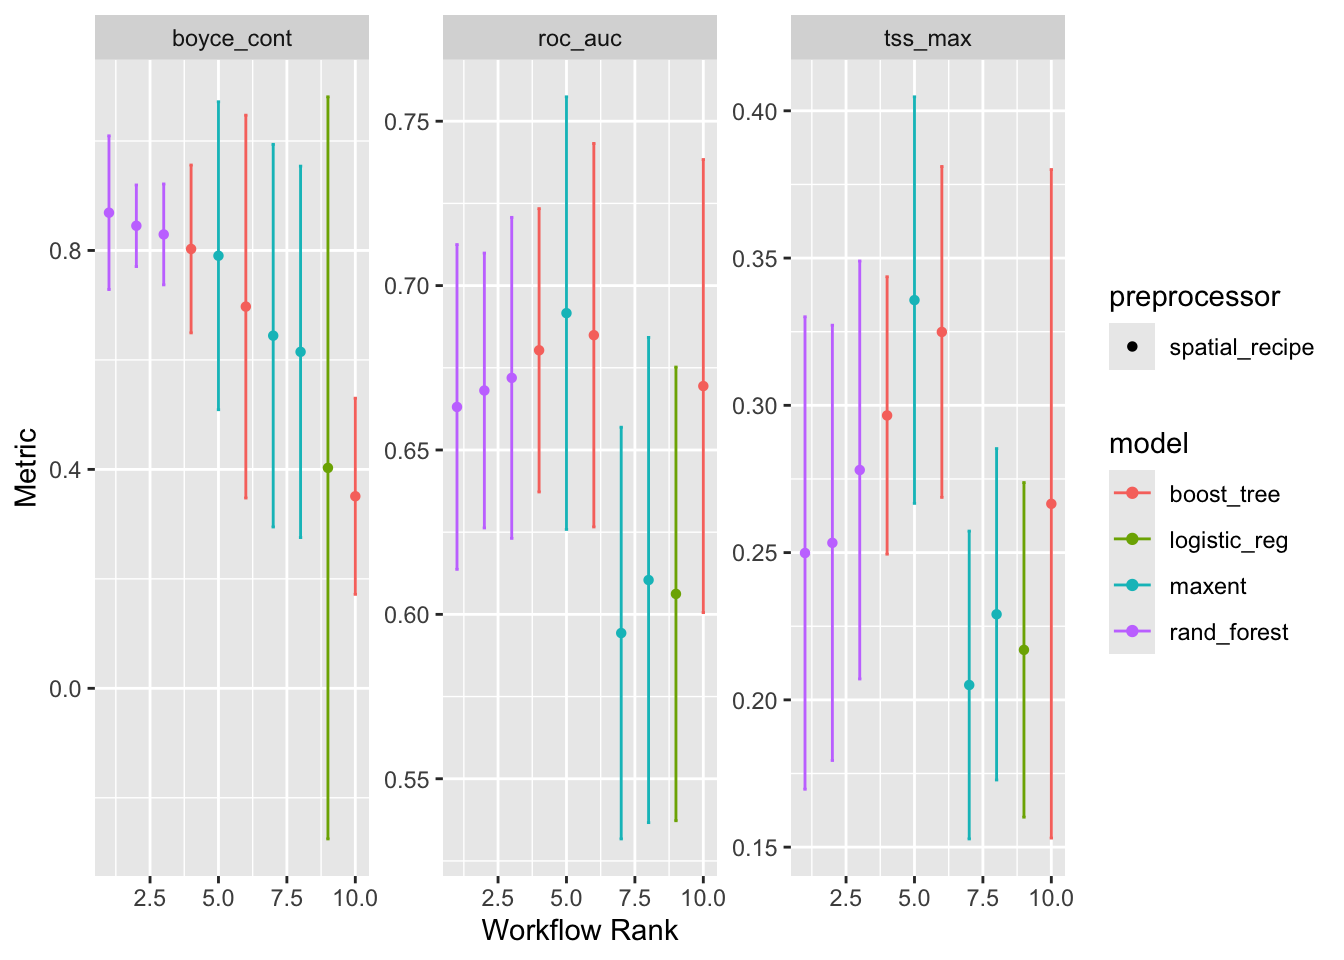 boyce_cont
roc_auc
tss_max
Metric
0.8
0.4
0.0
0.75
0.70
0.65
0.60
0.55
0.40
0.35
0.30
0.25
0.20
0.15
2.5 5.0 7.5 10.0
2.5 5.0 7.5 10.0
2.5 5.0 7.5 10.0
Workflow Rank
preprocessor
spatial_recipe
model
boost_tree
logistic_reg
maxent
rand_forest